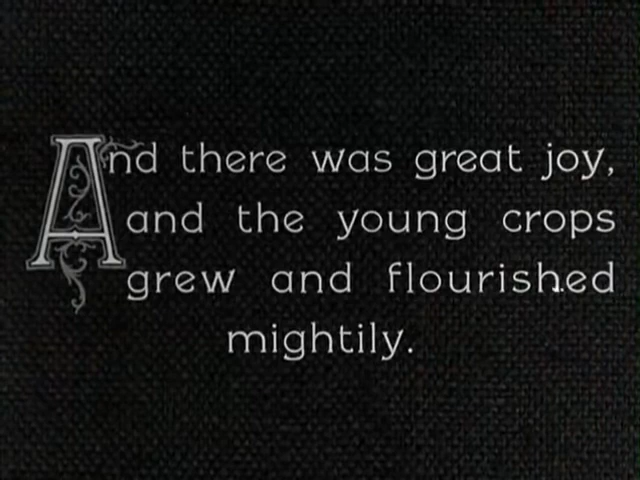 And there was great joy,
and the young crops
grew and flourished
mightily.